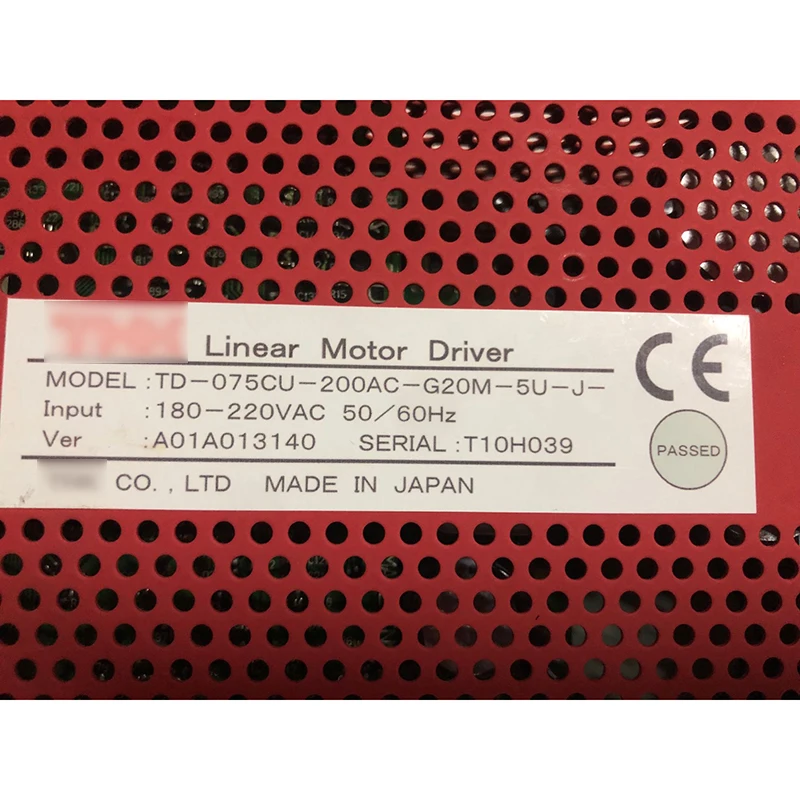 Linear Motor Driver
MODEL :TD-075CU-200AC-G20M-5U-J-
Input :180-220VAC 50/60Hz
Ver :A01A013140 SERIAL :T10H039
CO. , LTD MADE IN JAPAN
CE
PASSED